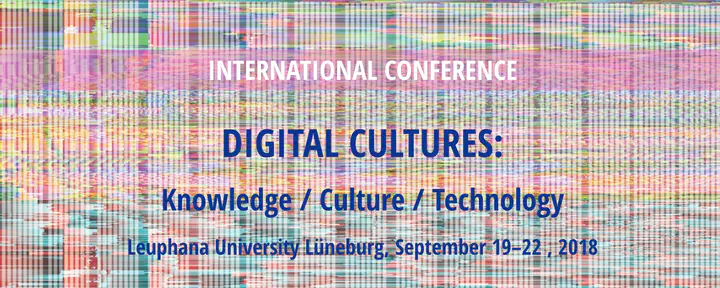 INTERNATIONAL CONFERENCE
DIGITAL CULTURES:
Knowledge / Culture / Technology
Leuphana University Lüneburg, September 19–22 , 2018